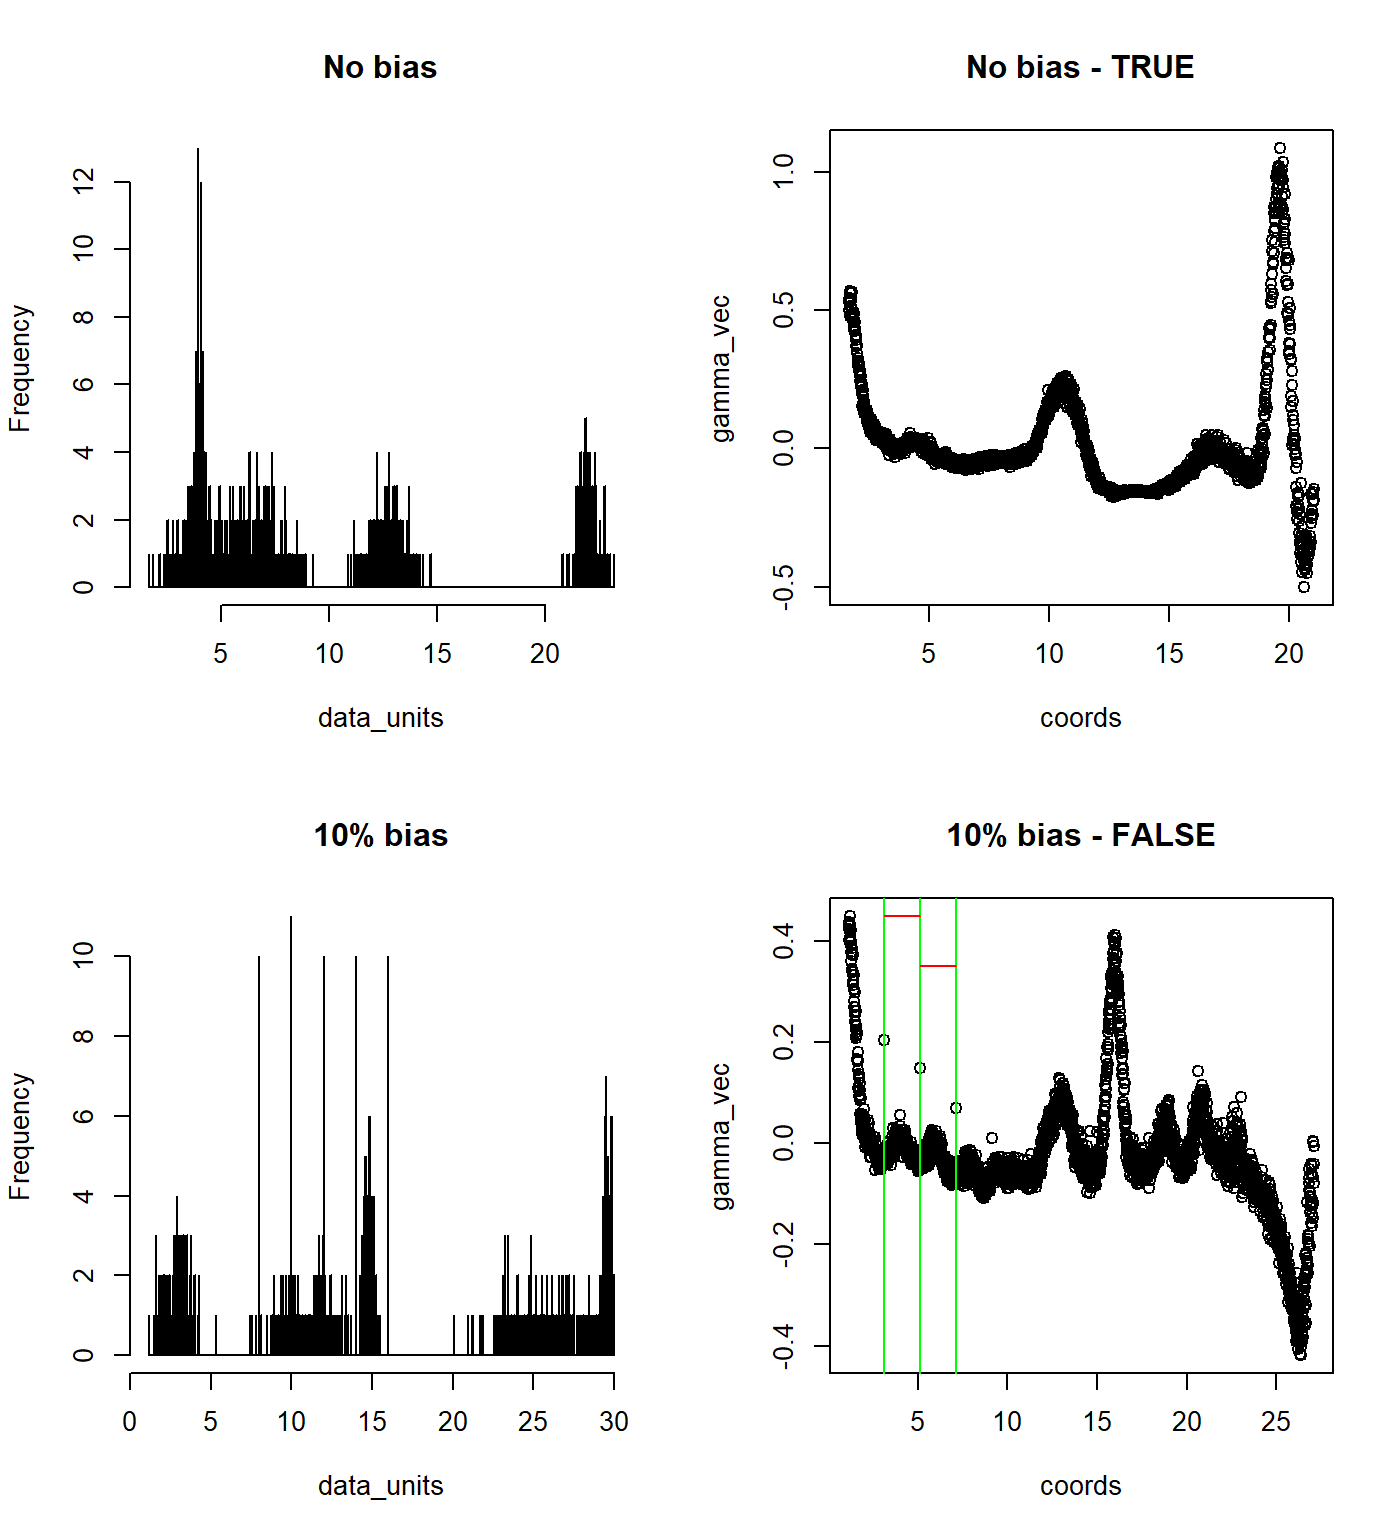 No bias
Frequency
0 2 4 6 8 10 12
5 10 15 20
data_units
No bias - TRUE
gamma_vec
-0.5 0.0 0.5 1.0
5 10 15 20
coords
10% bias
Frequency
0 2 4 6 8 10
0 5 10 15 20 25 30
data_units
10% bias - FALSE
gamma_vec
-0.4 -0.2 0.0 0.2 0.4
5 10 15 20 25
coords